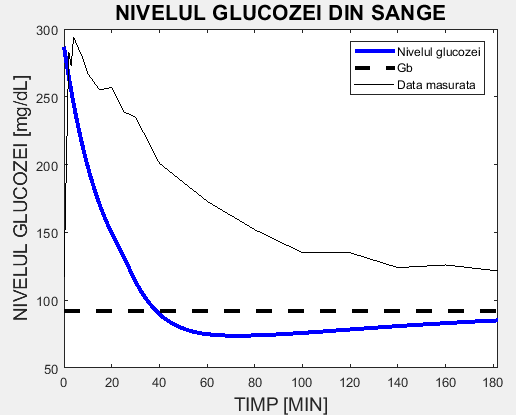 NIVELUL GLUCOZEI DIN SANGE
NIVELUL GLUCOZEI [mg/dL]
300
250
200
150
100
50
Nivelul glucozei
Gb
Data masurata
0 20 40 60 80 100 120 140 160 180
TIMP [MIN]